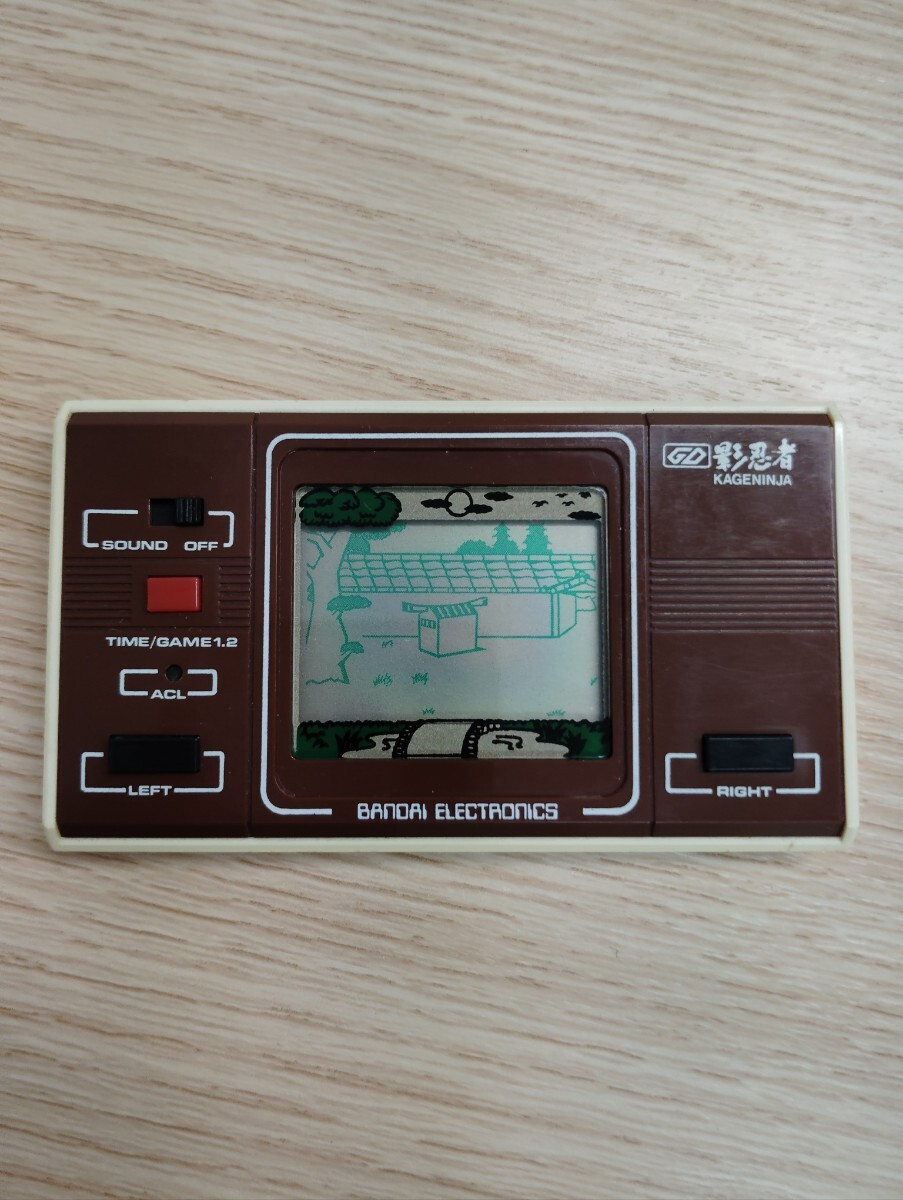 GD 影忍者
KAGENINJA
SOUND OFF
TIME/GAME1.2
ACL
LEFT
RIGHT
BANDAI ELECTRONICS